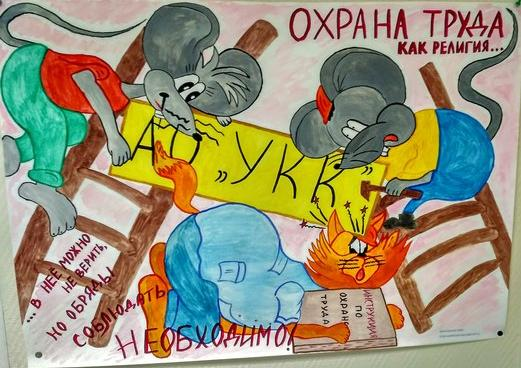 ОХРАНА ТРУДА
КАК РЕЛИГИЯ...
АО „УКК"
ИНСТРУКЦИЯ
ПО
ОХРАНЕ
ТРУДА
...В НЕЁ МОЖНО
НЕ ВЕРИТЬ,
НО ОБРЯДЫ
СОБЛЮДАТЬ
НЕОБХОДИМО!